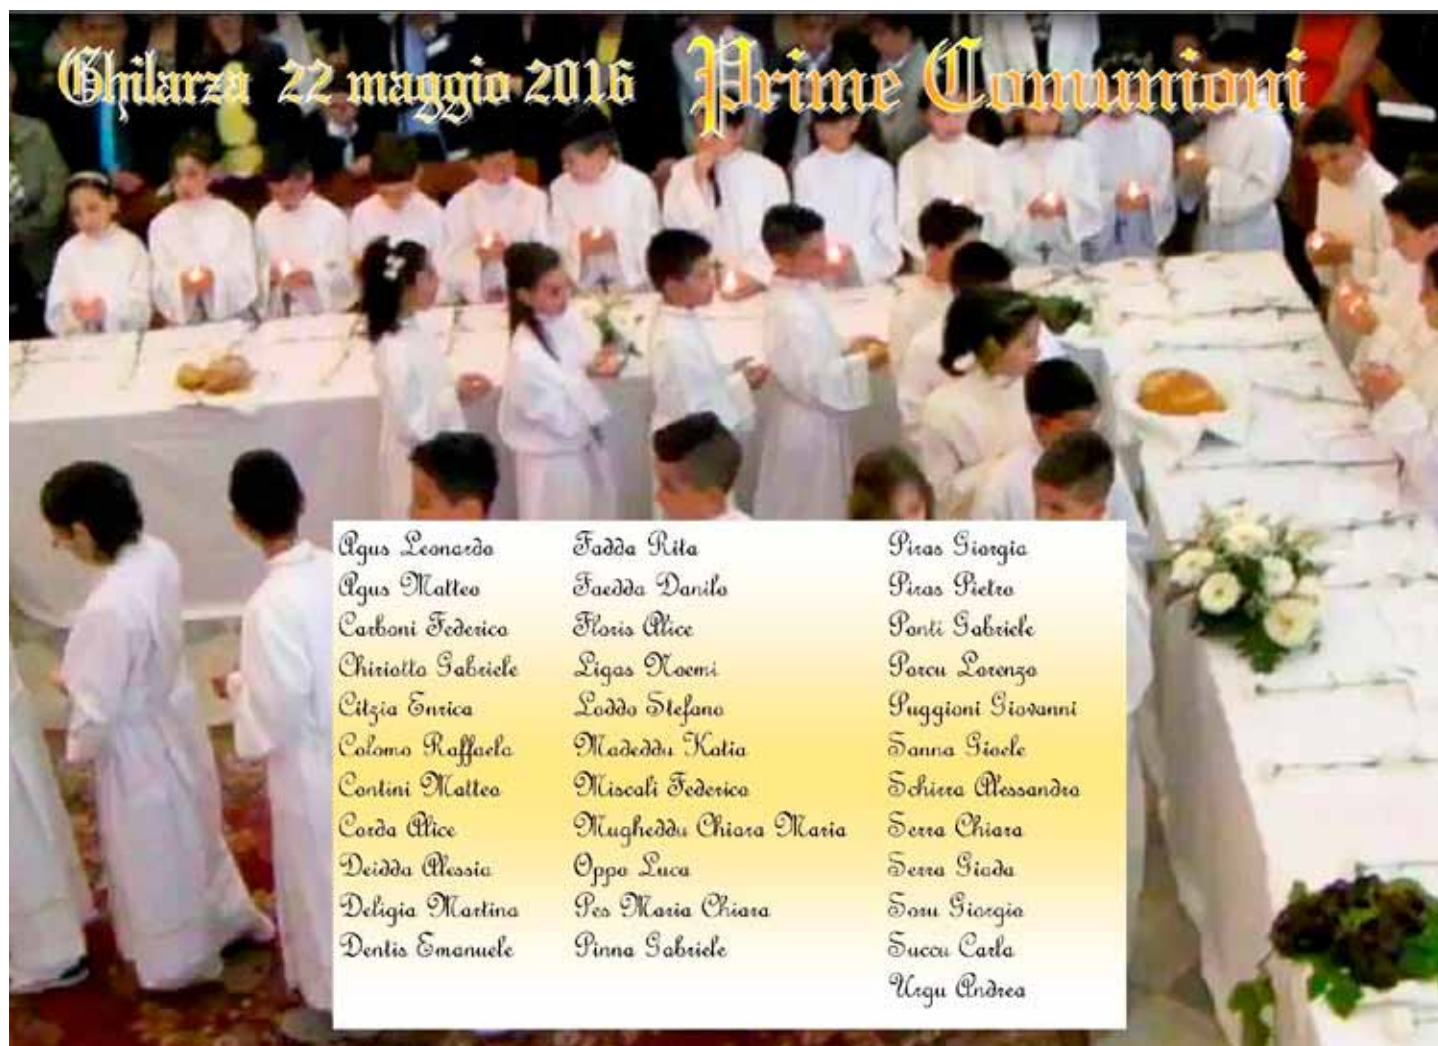 Ghilarza 22 maggio 2016 Prime Comunioni
Agus Leonardo
Agus Matteo
Carboni Federico
Chiriotto Gabriele
Citzia Enrica
Colomo Raffaela
Contini Matteo
Corda Alice
Deidda Alessia
Deligia Martina
Dentis Emanuele
Fadda Rita
Faedda Danilo
Floris Alice
Ligas Noemi
Loddo Stefano
Madeddu Katia
Miscali Federico
Mugheddu Chiara Maria
Oppo Luca
Pes Maria Chiara
Pinna Gabriele
Piras Giorgia
Piras Pietro
Ponti Gabriele
Porcu Lorenzo
Puggioni Giovanni
Sanna Gioele
Schirra Alessandro
Serra Chiara
Serra Giada
Soru Giorgio
Succu Carla
Urgu Andrea